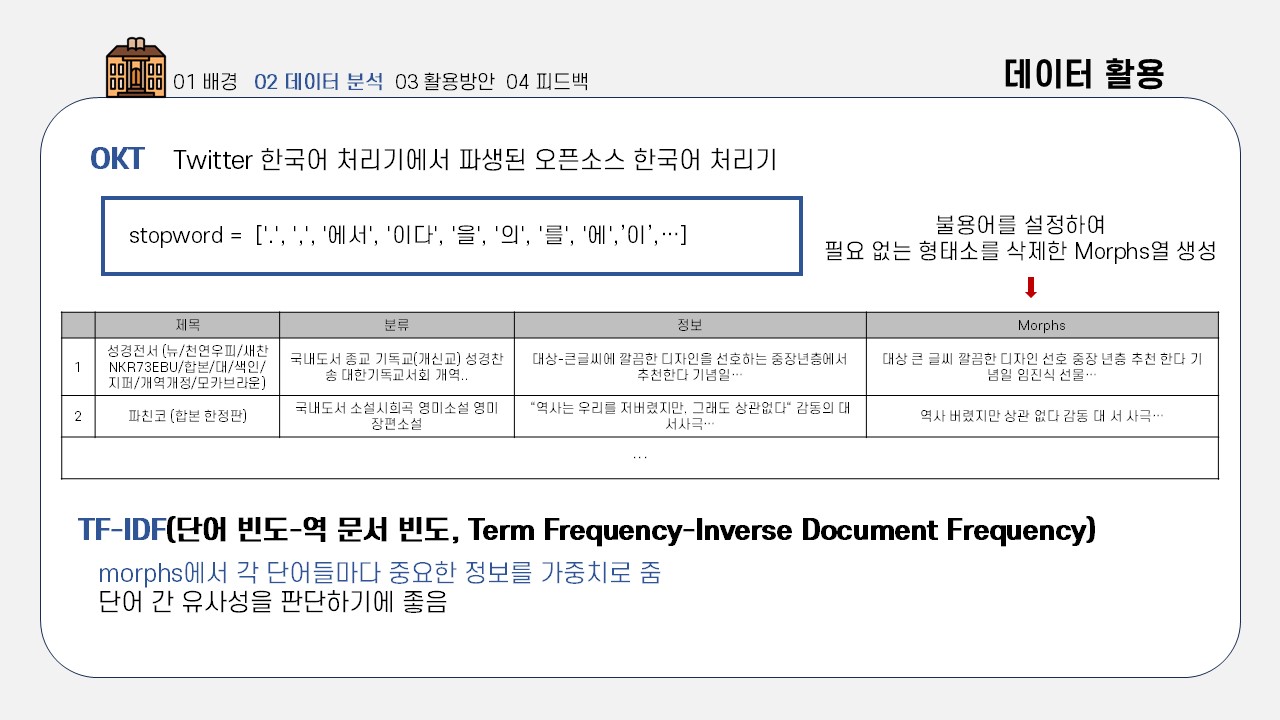 01 배경 02 데이터 분석 03 활용방안 04 피드백
데이터 활용
OKT Twitter 한국어 처리기에서 파생된 오픈소스 한국어 처리기
stopword = ['.', ',', '에서', '이다', '을', '의', '를', '에',’이’,…]
불용어를 설정하여
필요 없는 형태소를 삭제한 Morphs열 생성
제목 분류 정보 Morphs
1
성경전서 (뉴/천연우피/새찬
NKR73EBU/합본/대/색인/
지퍼/개역개정/모카브라운)
국내도서 종교 기독교(개신교) 성경찬
송 대한기독교서회 개역..
대상-큰글씨에 깔끔한 디자인을 선호하는 중장년층에서
추천한다 기념일…
대상 큰 글씨 깔끔한 디자인 선호 중장 년층 추천 한다 기
념일 임진식 선물…
2
파친코 (합본 한정판)
국내도서 소설시희곡 영미소설 영미
장편소설
“역사는 우리를 저버렸지만, 그래도 상관없다“ 감동의 대
서사극…
역사 버렸지만 상관 없다 감동 대 서 사극…
...
TF-IDF(단어 빈도-역 문서 빈도, Term Frequency-Inverse Document Frequency)
morphs에서 각 단어들마다 중요한 정보를 가중치로 줌
단어 간 유사성을 판단하기에 좋음